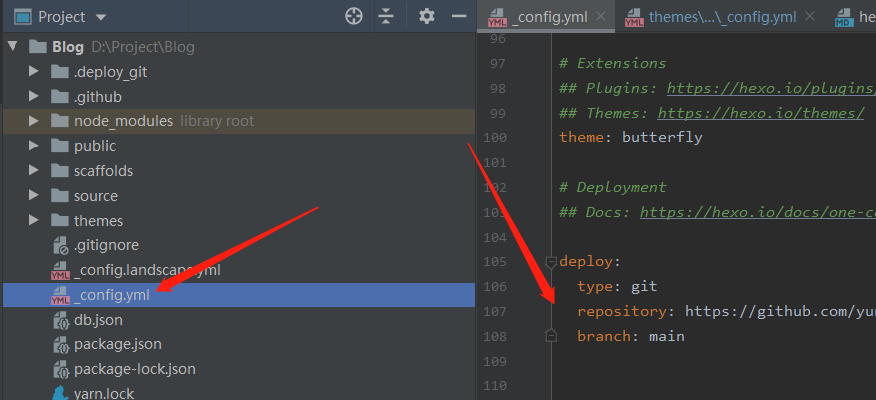 Project
Blog D:\Project\Blog
.deploy_git
.github
node_modules library root
public
scaffolds
source
themes
.gitignore
_config.landscape.yml
_config.yml
db.json
package.json
package-lock.json
yarn.lock
_config.yml
themes\...\_config.yml
he
96
97 # Extensions
98 ## Plugins: https://hexo.io/plugins/
99 ## Themes: https://hexo.io/themes/
100 theme: butterfly
101
102 # Deployment
103 ## Docs: https://hexo.io/docs/one-c
104
105 deploy:
106 type: git
107 repository: https://github.com/yu
108 branch: main
109
110